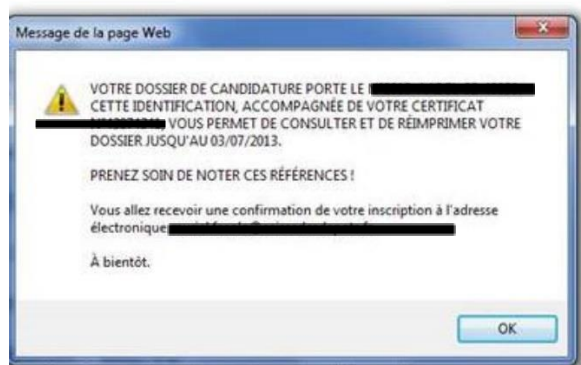 Message de la page Web
VOTRE DOSSIER DE CANDIDATURE PORTE LE
CETTE IDENTIFICATION, ACCOMPAGNÉE DE VOTRE CERTIFICAT
VOUS PERMET DE CONSULTER ET DE RÉIMPRIMER VOTRE
DOSSIER JUSQU'AU 03/07/2013.
PRENEZ SOIN DE NOTER CES RÉFÉRENCES !
Vous allez recevoir une confirmation de votre inscription à l'adresse
électronique
À bientôt.
OK